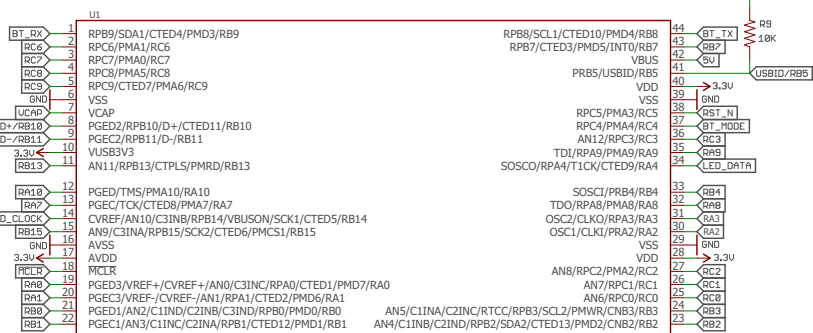 U1
BT_RX 1 RPB9/SDA1/CTED4/PMD3/RB9 RPB8/SCL1/CTED10/PMD4/RB8 44 BT_TX R9
RC6 2 RPC6/PMA1/RC6 RPB7/CTED3/PMD5/INT0/RB7 43 RB7 10K
RC7 3 RPC7/PMA0/RC7 VBUS 42 5V
RC8 4 RPC8/PMA5/RC8 PRB5/USBID/RB5 41 USBID/RB5
RC9 5 RPC9/CTED7/PMA6/RC9 VDD 40 3.3V
GND 6 VSS VSS 39 GND
VCAP 7 VCAP RPC5/PMA3/RC5 38 RST_N
D+/RB10 8 PGED2/RPB10/D+/CTED11/RB10 RPC4/PMA4/RC4 37 BT_MODE
D-/RB11 9 PGEC2/RPB11/D-/RB11 AN12/RPC3/RC3 36 RC3
3.3V 10 VUSB3V3 TDI/RPA9/PMA9/RA9 35 RA9
RB13 11 AN11/RPB13/CTPLS/PMRD/RB13 SOSCO/RPA4/T1CK/CTED9/RA4 34 LED_DATA
RA10 12 PGED/TMS/PMA10/RA10 SOSCI/PRB4/RB4 33 RB4
RA7 13 PGEC/TCK/CTED8/PMA7/RA7 TDO/RPA8/PMA8/RA8 32 RA8
D_CLOCK 14 CVREF/AN10/C3INB/RPB14/VBUSON/SCK1/CTED5/RB14 OSC2/CLKO/RPA3/RA3 31 RA3
RB15 15 AN9/C3INA/RPB15/SCK2/CTED6/PMCS1/RB15 OSC1/CLKI/PRA2/RA2 30 RA2
GND 16 AVSS VSS 29 GND
3.3V 17 AVDD VDD 28 3.3V
MCLR 18 MCLR AN8/RPC2/PMA2/RC2 27 RC2
RA0 19 PGED3/VREF+/CVREF+/AN0/C3INC/RPA0/CTED1/PMD7/RA0 AN7/RPC1/RC1 26 RC1
RA1 20 PGEC3/VREF-/CVREF-/AN1/RPA1/CTED2/PMD6/RA1 AN6/RPC0/RC0 25 RC0
RB0 21 PGED1/AN2/C1IND/C2INB/C3IND/RPB0/PMD0/RB0 AN5/C1INA/C2INC/RTCC/RPB3/SCL2/PMWR/CNB3/RB3 24 RB3
RB1 22 PGEC1/AN3/C1INC/C2INA/RPB1/CTED12/PMD1/RB1 AN4/C1INB/C2IND/RPB2/SDA2/CTED13/PMD2/CNB2/RB2 23 RB2